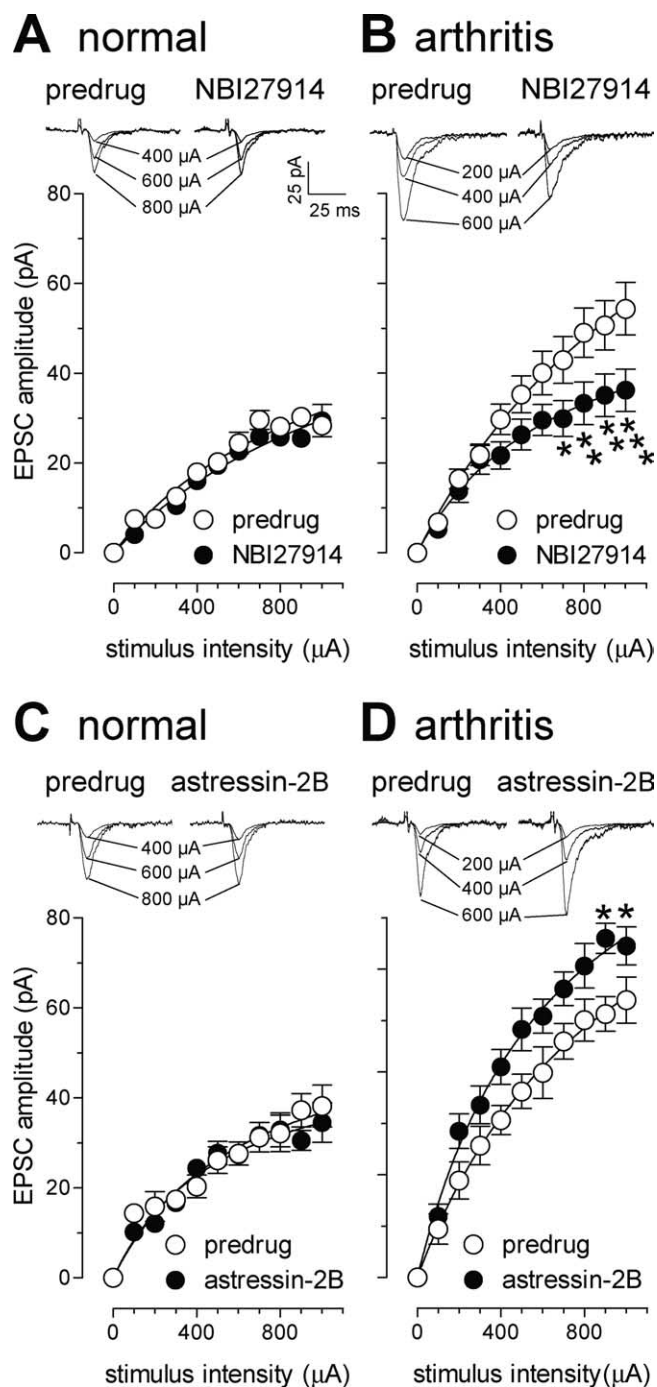 A normal
predrug NBI27914
400 µA
600 µA
800 µA
25 pA
25 ms
80
60
40
20
0
EPSC amplitude (pA)
predrug
NBI27914
0 400 800
stimulus intensity (µA)
B arthritis
predrug NBI27914
200 µA
400 µA
600 µA
* * * * * * *
predrug
NBI27914
0 400 800
stimulus intensity (µA)
C normal
predrug astressin-2B
400 µA
600 µA
800 µA
80
60
40
20
0
EPSC amplitude (pA)
predrug
astressin-2B
0 400 800
stimulus intensity (µA)
D arthritis
predrug astressin-2B
200 µA
400 µA
600 µA
* *
predrug
astressin-2B
0 400 800
stimulus intensity(µA)